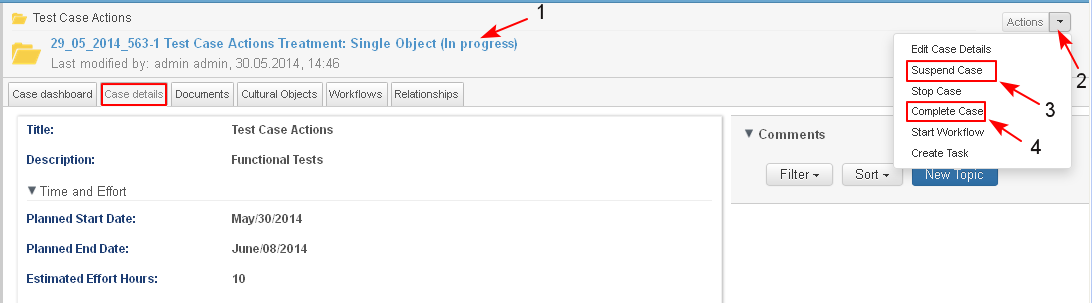 Test Case Actions
1
Actions
29_05_2014_563-1 Test Case Actions Treatment: Single Object (In progress)
Last modified by: admin admin, 30.05.2014, 14:46
2
Edit Case Details
Suspend Case
3
Stop Case
Complete Case
4
Start Workflow
Create Task
Case dashboard Case details Documents Cultural Objects Workflows Relationships
Title: Test Case Actions
Description: Functional Tests
Time and Effort
Planned Start Date: May/30/2014
Planned End Date: June/08/2014
Estimated Effort Hours: 10
Comments
Filter Sort New Topic